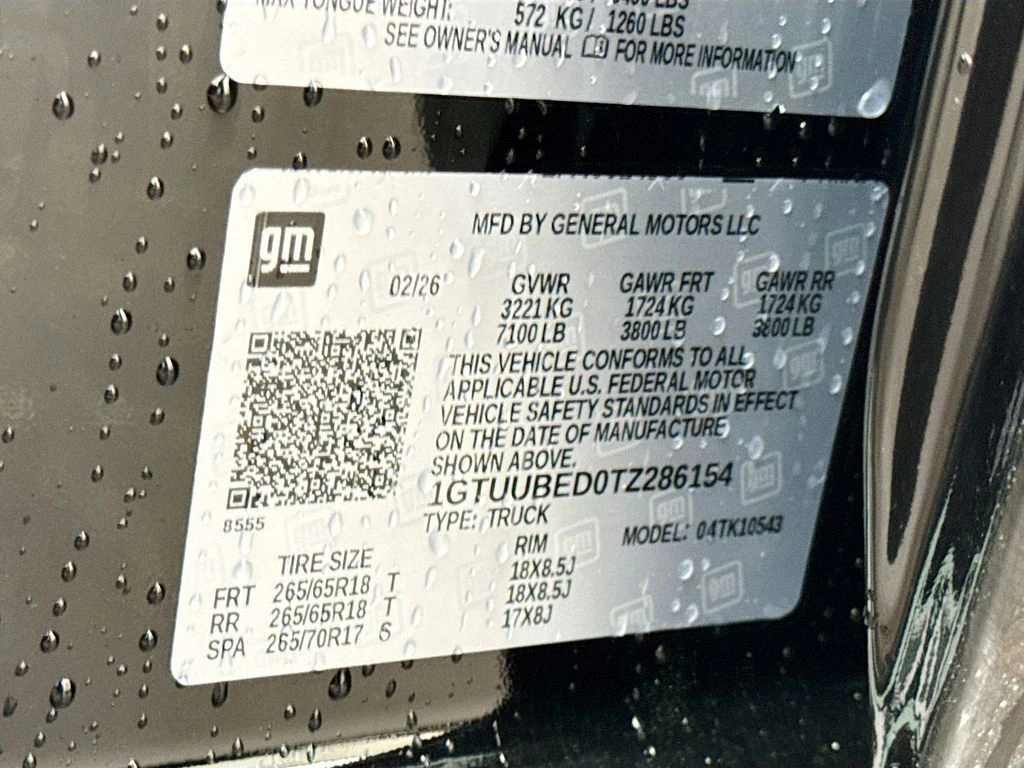 MAX TONGUE WEIGHT: 572 KG / 1260 LBS
SEE OWNER'S MANUAL FOR MORE INFORMATION
gm
MFD BY GENERAL MOTORS LLC
02/26 GVWR GAWR FRT GAWR RR
3221 KG 1724 KG 1724 KG
7100 LB 3800 LB 3800 LB
THIS VEHICLE CONFORMS TO ALL
APPLICABLE U.S. FEDERAL MOTOR
VEHICLE SAFETY STANDARDS IN EFFECT
ON THE DATE OF MANUFACTURE
SHOWN ABOVE.
1GTUUBED0TZ286154
8555
TYPE: TRUCK MODEL: 04TK10543
TIRE SIZE RIM
FRT 265/65R18 T 18X8.5J
RR 265/65R18 T 18X8.5J
SPA 265/70R17 S 17X8J